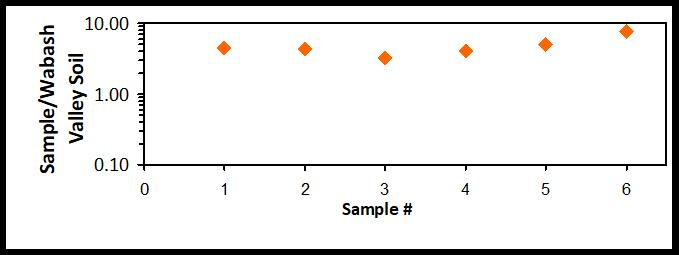 Sample/Wabash
Valley Soil
10.00
1.00
0.10
0 1 2 3 4 5 6
Sample #